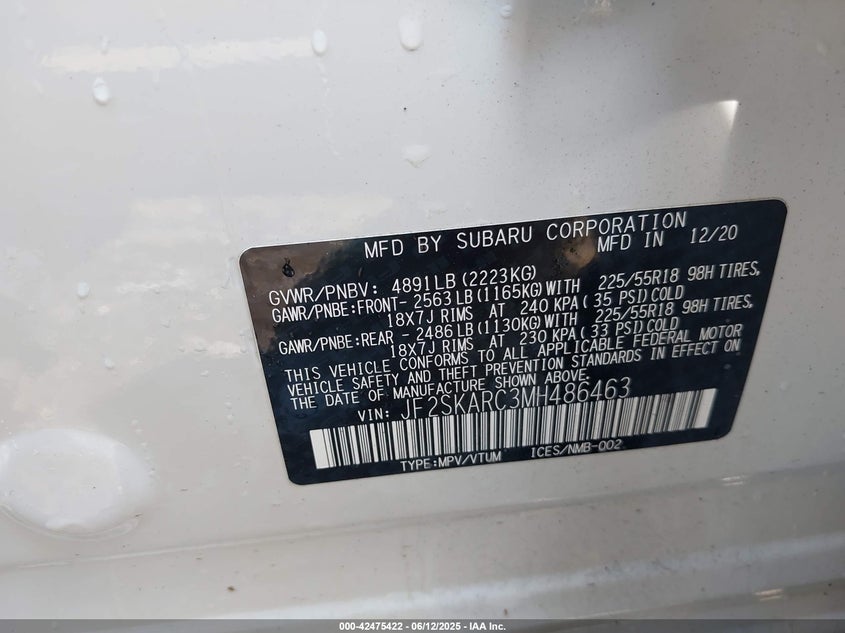 MFD BY SUBARU CORPORATION
MFD IN 12/20
GVWR/PNBV: 4891LB(2223KG)
GAWR/PNBE:FRONT- 2563LB(1165KG)WITH 225/55R18 98H TIRES,
18X7J RIMS AT 240 KPA(35 PSI)COLD
GAWR/PNBE:REAR - 2486LB(1130KG)WITH 225/55R18 98H TIRES,
18X7J RIMS AT 230 KPA(33 PSI)COLD
THIS VEHICLE CONFORMS TO ALL APPLICABLE FEDERAL MOTOR
VEHICLE SAFETY AND THEFT PREVENTION STANDARDS IN EFFECT ON
THE DATE OF MANUFACTURE SHOWN ABOVE.
VIN: JF2SKARC3MH486463
TYPE:MPV/VTUM ICES/NMB-002
000-42475422 - 06/12/2025 - IAA Inc.